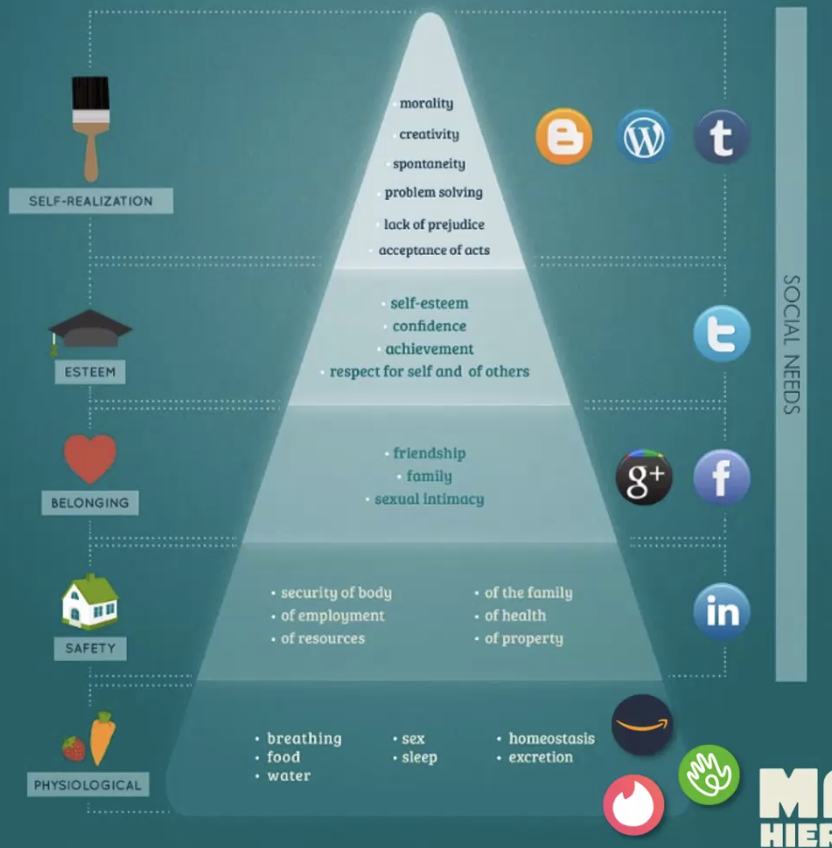 morality
creativity
spontaneity
problem solving
lack of prejudice
acceptance of acts
SELF-REALIZATION
self-esteem
confidence
achievement
respect for self and of others
ESTEEM
friendship
family
sexual intimacy
g+
f
BELONGING
security of body
of employment
of resources
of the family
of health
of property
in
SAFETY
breathing
food
water
sex
sleep
homeostasis
excretion
PHYSIOLOGICAL
SOCIAL NEEDS
B
W
t
t